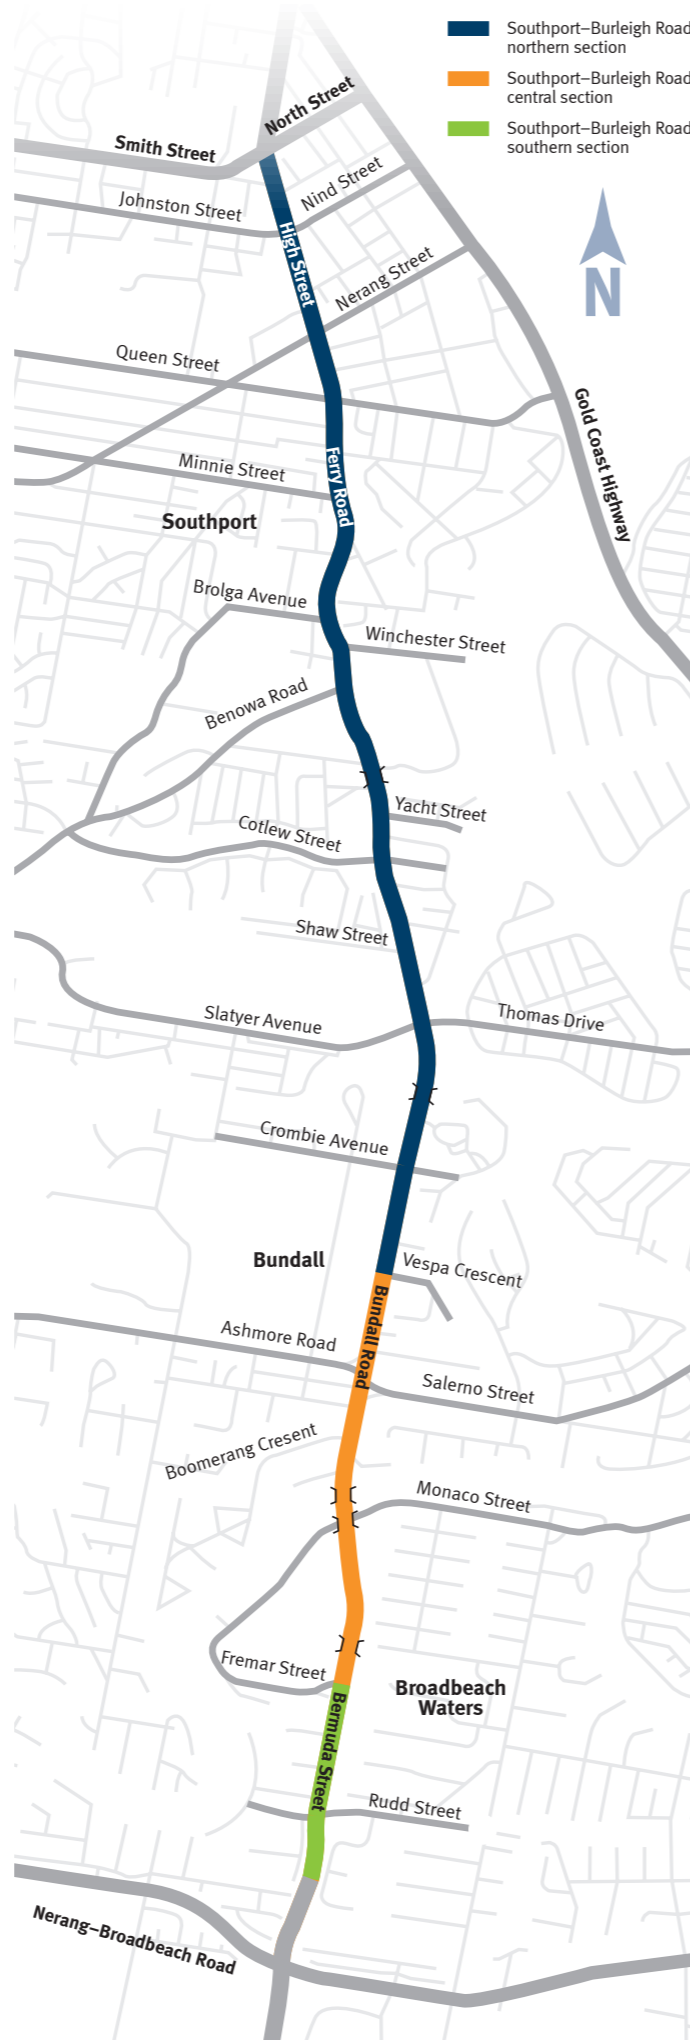 Southport–Burleigh Road
northern section
Southport–Burleigh Road
central section
Southport–Burleigh Road
southern section
North Street
Smith Street
Nind Street
Johnston Street
High Street
N
Nerang Street
Queen Street
Gold Coast Highway
Ferry Road
Minnie Street
Southport
Brolga Avenue
Winchester Street
Benowa Road
Yacht Street
Cotlew Street
Shaw Street
Slatyer Avenue
Thomas Drive
Crombie Avenue
Bundall
Vespa Crescent
Bundall Road
Ashmore Road
Salerno Street
Boomerang Cresent
Monaco Street
Fremar Street
Broadbeach
Waters
Bermuda Street
Rudd Street
Nerang–Broadbeach Road